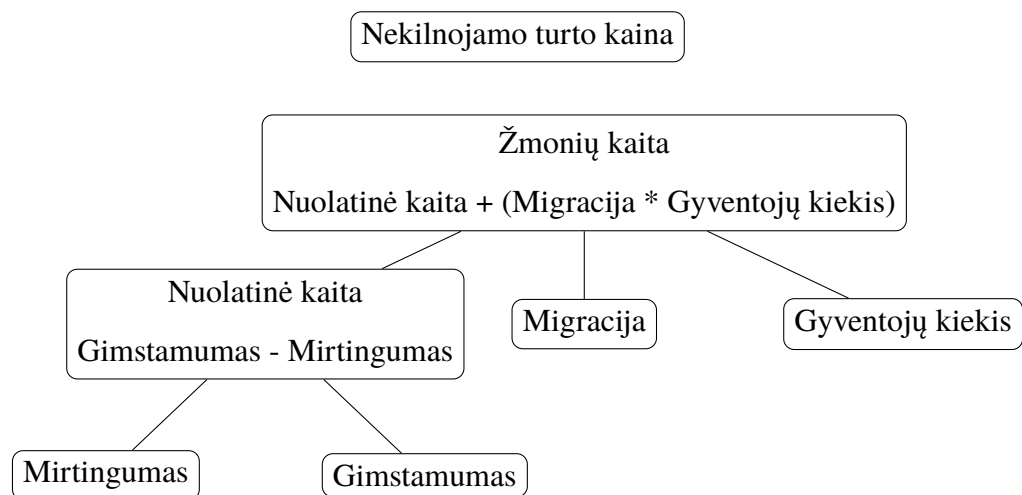 Nekilnojamo turto kaina
Žmonių kaita
Nuolatinė kaita + (Migracija * Gyventojų kiekis)
Nuolatinė kaita
Gimstamumas - Mirtingumas
Migracija
Gyventojų kiekis
Mirtingumas
Gimstamumas